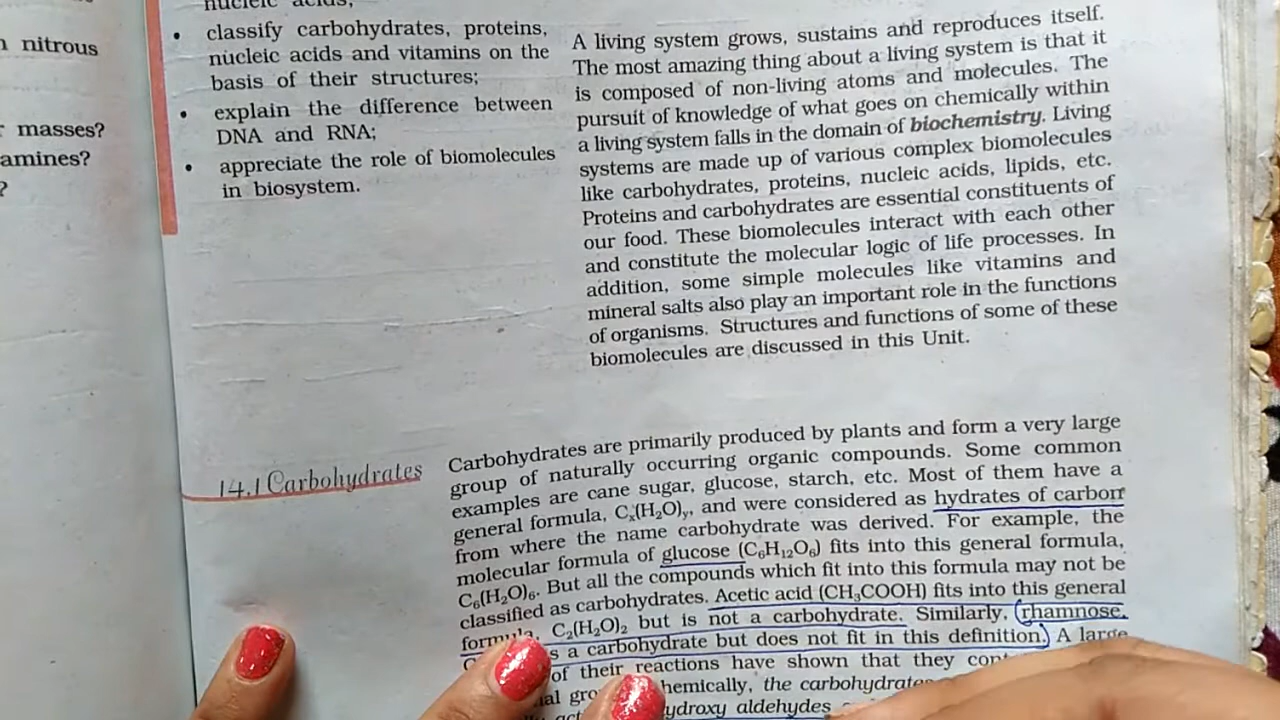 nitrous
masses?
amines?
?
nucleic acids;
• classify carbohydrates, proteins,
nucleic acids and vitamins on the
basis of their structures;
• explain the difference between
DNA and RNA;
• appreciate the role of biomolecules
in biosystem.
A living system grows, sustains and reproduces itself.
The most amazing thing about a living system is that it
is composed of non-living atoms and molecules. The
pursuit of knowledge of what goes on chemically within
a living system falls in the domain of biochemistry. Living
systems are made up of various complex biomolecules
like carbohydrates, proteins, nucleic acids, lipids, etc.
Proteins and carbohydrates are essential constituents of
our food. These biomolecules interact with each other
and constitute the molecular logic of life processes. In
addition, some simple molecules like vitamins and
mineral salts also play an important role in the functions
of organisms. Structures and functions of some of these
biomolecules are discussed in this Unit.
14.1 Carbohydrates
Carbohydrates are primarily produced by plants and form a very large
group of naturally occurring organic compounds. Some common
examples are cane sugar, glucose, starch, etc. Most of them have a
general formula, Cₓ(H₂O)ᵧ, and were considered as hydrates of carbon
from where the name carbohydrate was derived. For example, the
molecular formula of glucose (C₆H₁₂O₆) fits into this general formula,
C₆(H₂O)₆. But all the compounds which fit into this formula may not be
classified as carbohydrates. Acetic acid (CH₃COOH) fits into this general
formula, C₂(H₂O)₂ but is not a carbohydrate. Similarly, rhamnose,
a carbohydrate but does not fit in this definition. A large
of their reactions have shown that they
the
aldehydes